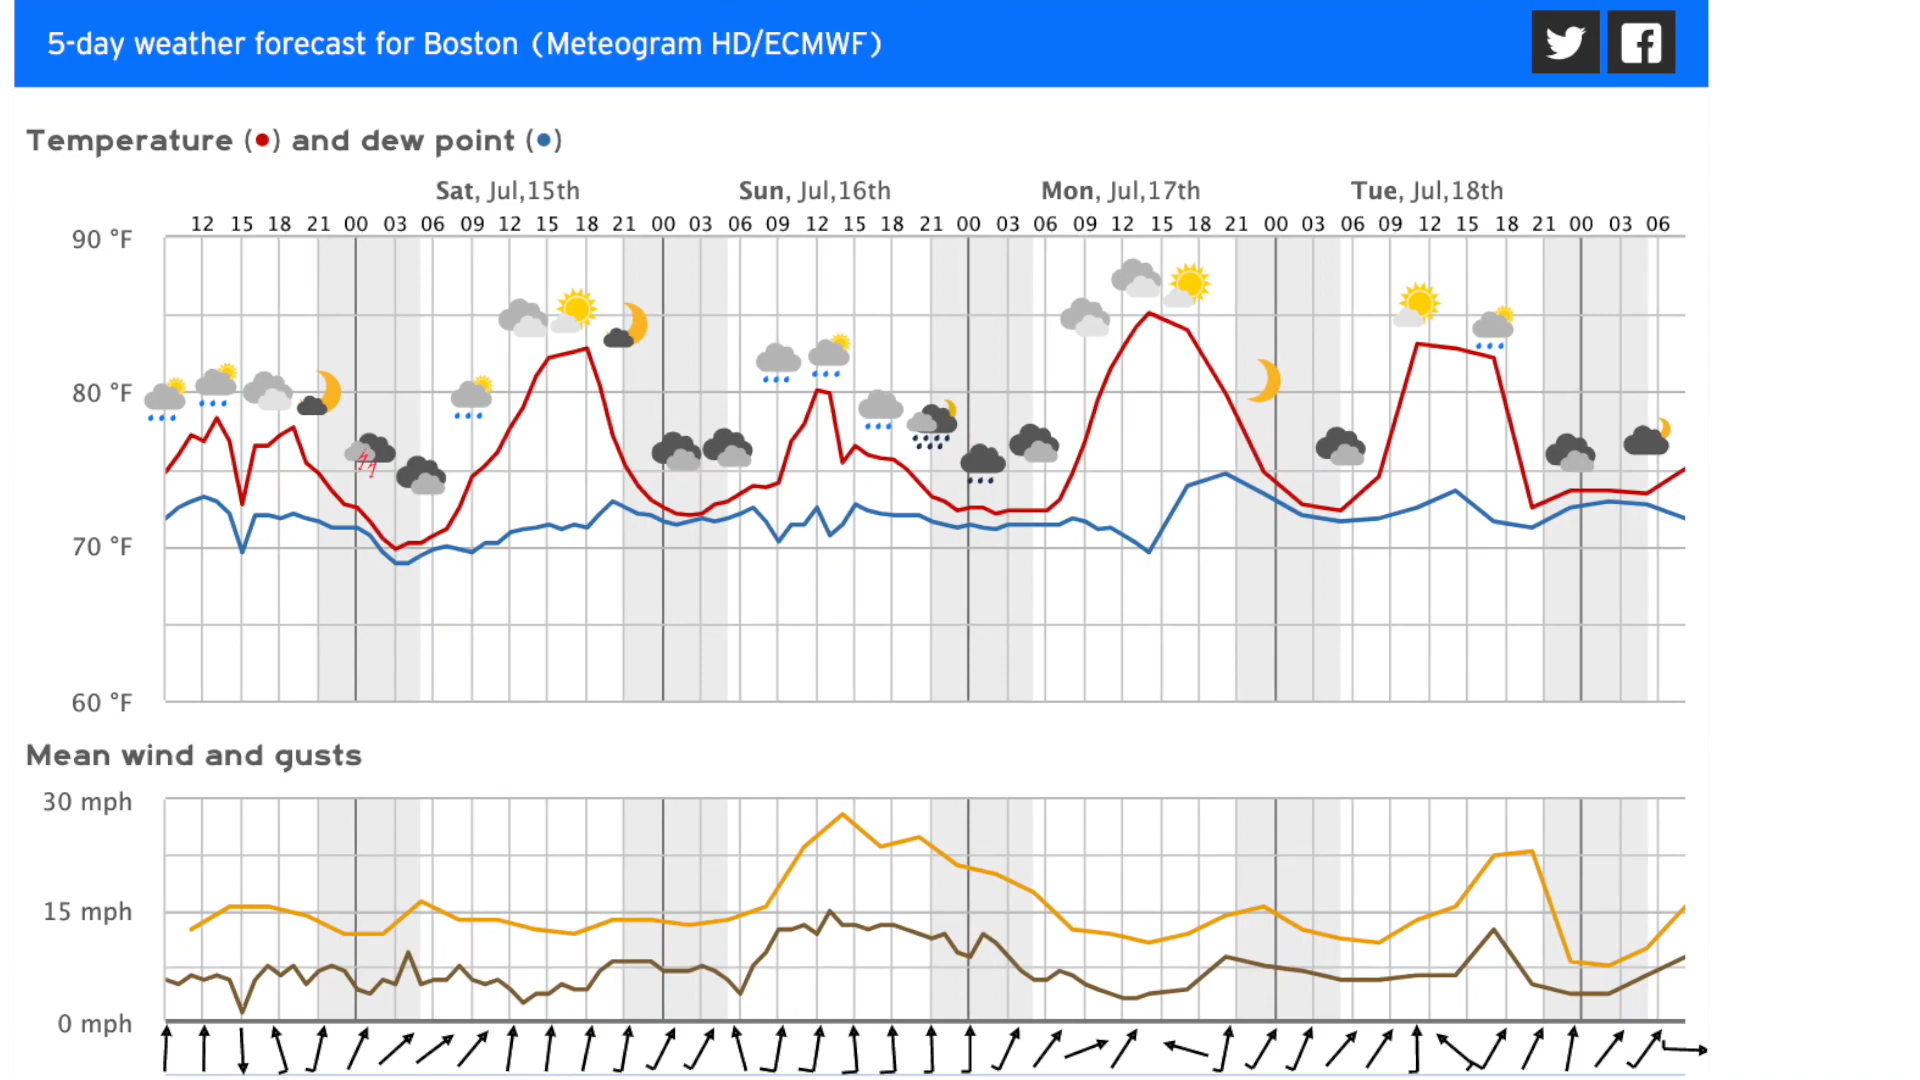 5-day weather forecast for Boston (Meteogram HD/ECMWF)
Temperature (•) and dew point (•)
Sat, Jul,15th Sun, Jul,16th Mon, Jul,17th Tue, Jul,18th
12 15 18 21 00 03 06 09 12 15 18 21 00 03 06 09 12 15 18 21 00 03 06 09 12 15 18 21 00 03 06 09 12 15 18 21 00 03 06
90 °F
80 °F
70 °F
60 °F
Mean wind and gusts
30 mph
15 mph
0 mph